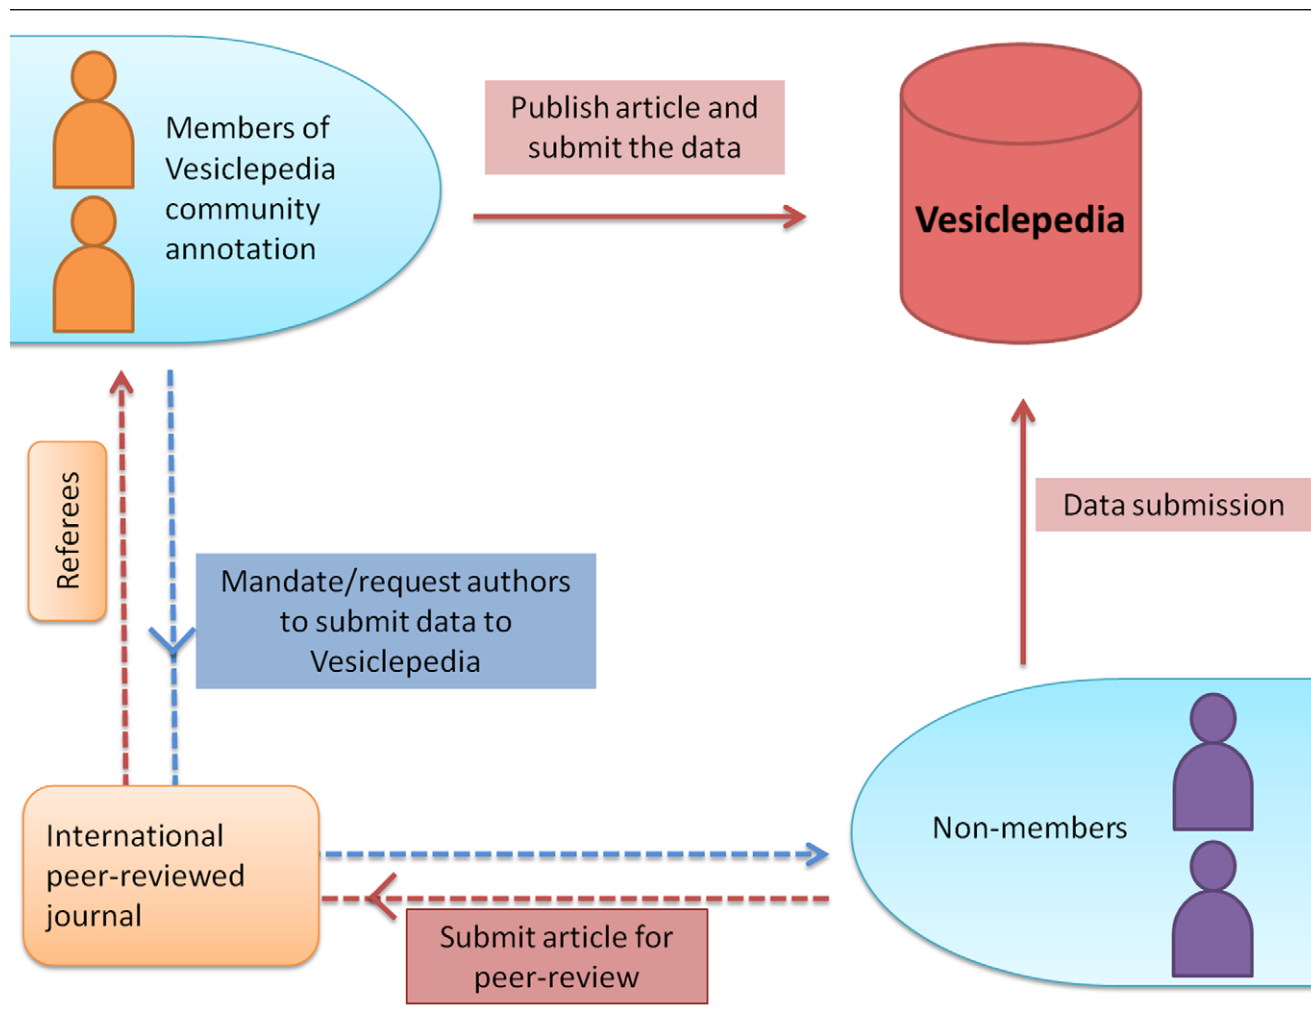 Members of
Vesiclepedia
community
annotation
Publish article and
submit the data
Vesiclepedia
Referees
Mandate/request authors
to submit data to
Vesiclepedia
Data submission
International
peer-reviewed
journal
Non-members
Submit article for
peer-review